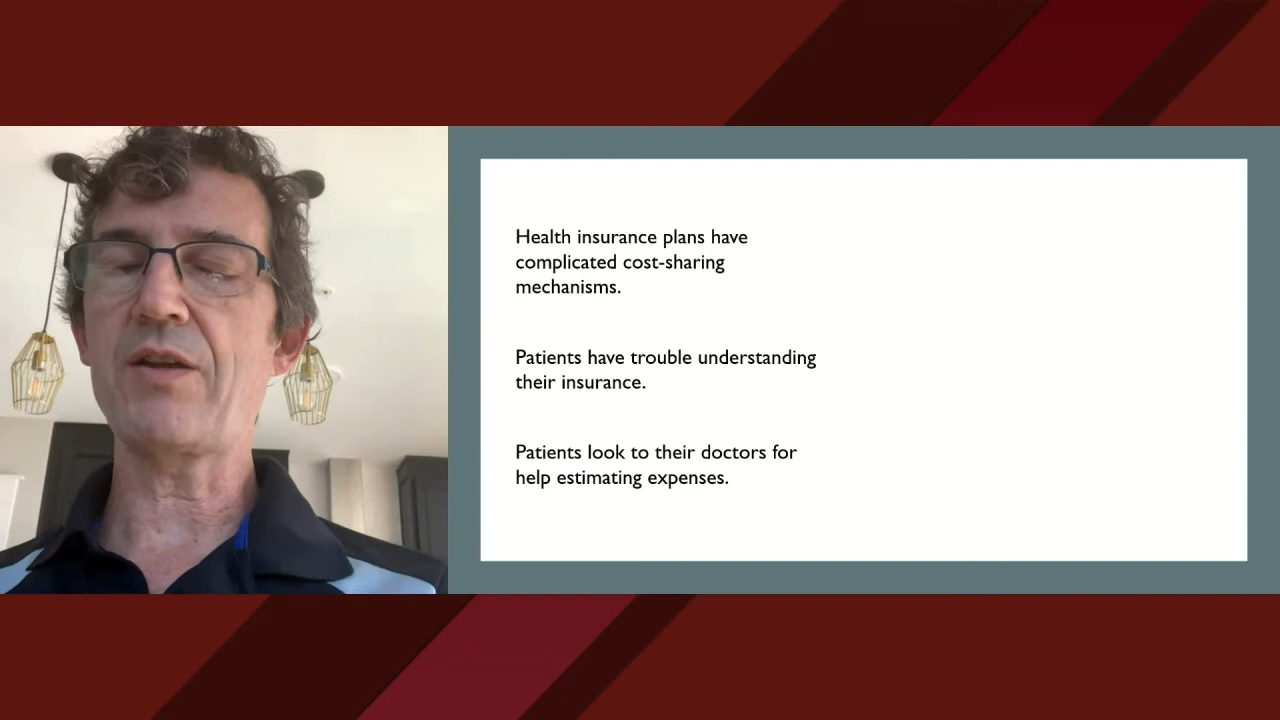 Health insurance plans have
complicated cost-sharing
mechanisms.
Patients have trouble understanding
their insurance.
Patients look to their doctors for
help estimating expenses.